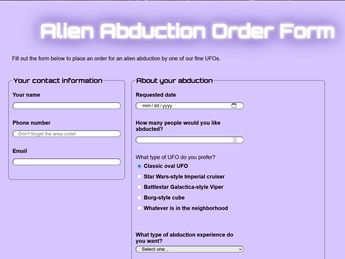 Alien Abduction Order Form
Fill out the form below to place an order for an alien abduction by one of our fine UFOs.
Your contact information
Your name
Phone number
Don't forget the area code!
Email
About your abduction
Requested date
mm/dd/yyyy
How many people would you like
abducted?
What type of UFO do you prefer?
Classic oval UFO
Star Wars-style Imperial cruiser
Battlestar Galactica-style Viper
Borg-style cube
Whatever is in the neighborhood
What type of abduction experience do
you want?
Select one...